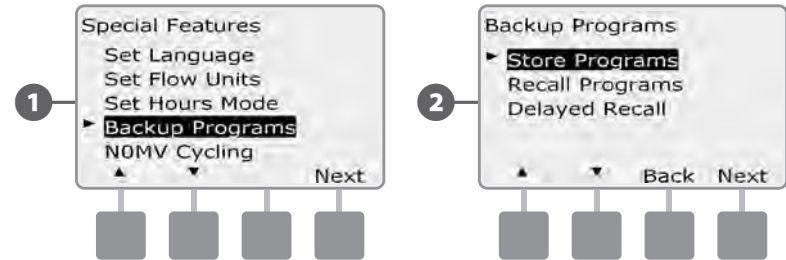 1
Special Features
Set Language
Set Flow Units
Set Hours Mode
Backup Programs
N0MV Cycling
Next
2
Backup Programs
Store Programs
Recall Programs
Delayed Recall
Back Next